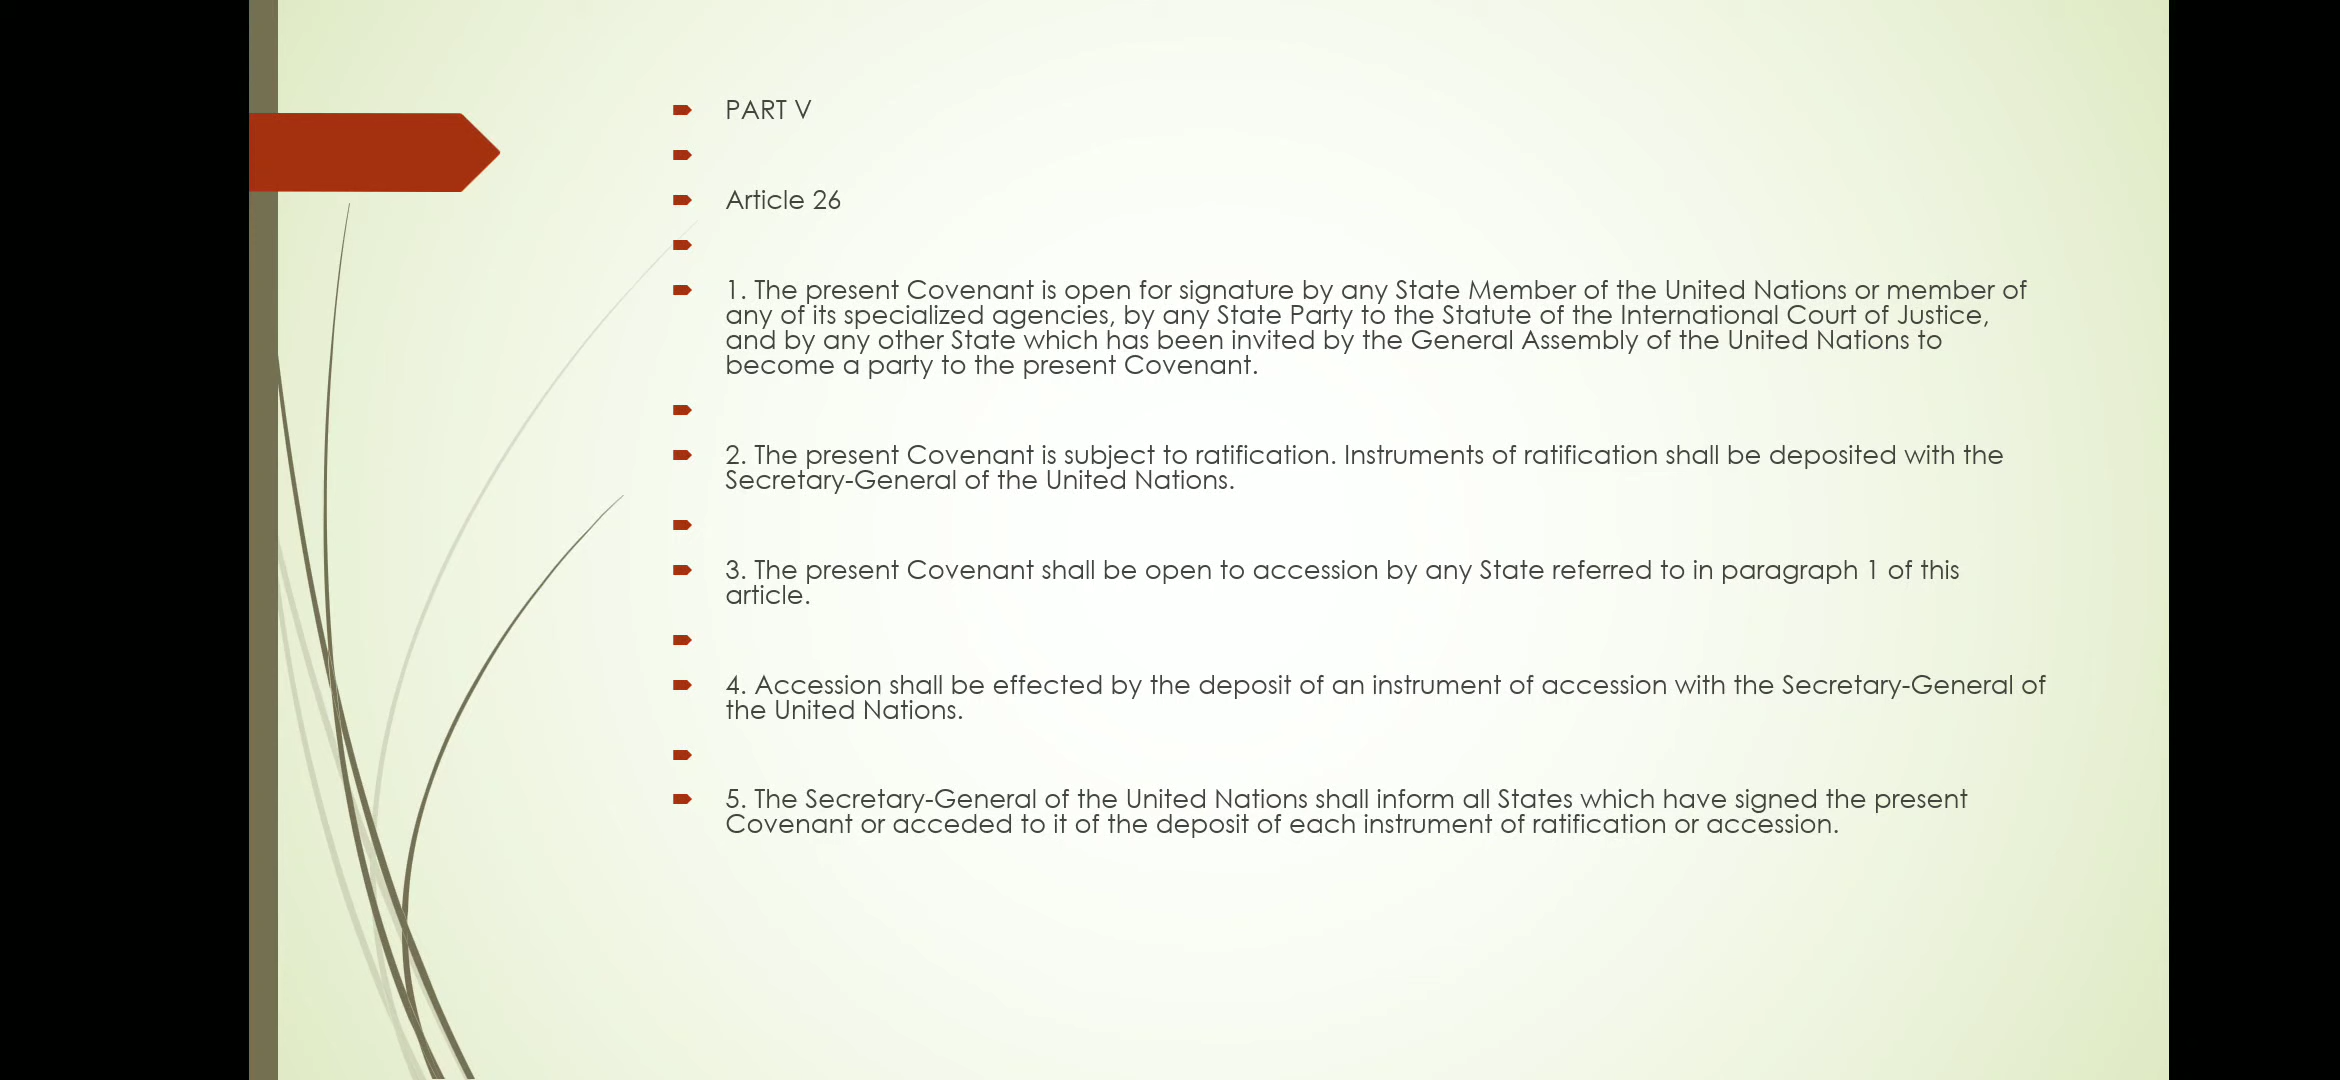 PART V
Article 26
1. The present Covenant is open for signature by any State Member of the United Nations or member of
any of its specialized agencies, by any State Party to the Statute of the International Court of Justice,
and by any other State which has been invited by the General Assembly of the United Nations to
become a party to the present Covenant.
2. The present Covenant is subject to ratification. Instruments of ratification shall be deposited with the
Secretary-General of the United Nations.
3. The present Covenant shall be open to accession by any State referred to in paragraph 1 of this
article.
4. Accession shall be effected by the deposit of an instrument of accession with the Secretary-General of
the United Nations.
5. The Secretary-General of the United Nations shall inform all States which have signed the present
Covenant or acceded to it of the deposit of each instrument of ratification or accession.